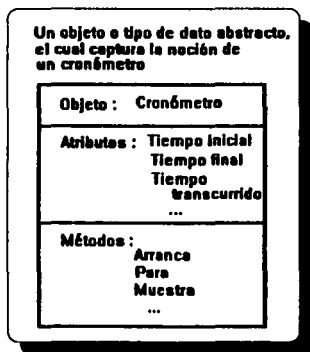 Un objeto o tipo de dato abstracto,
el cual captura la noción de
un cronómetro
Objeto : Cronómetro
Atributos : Tiempo inicial
Tiempo final
Tiempo
transcurrido
...
Métodos :
Arranca
Para
Muestra
...